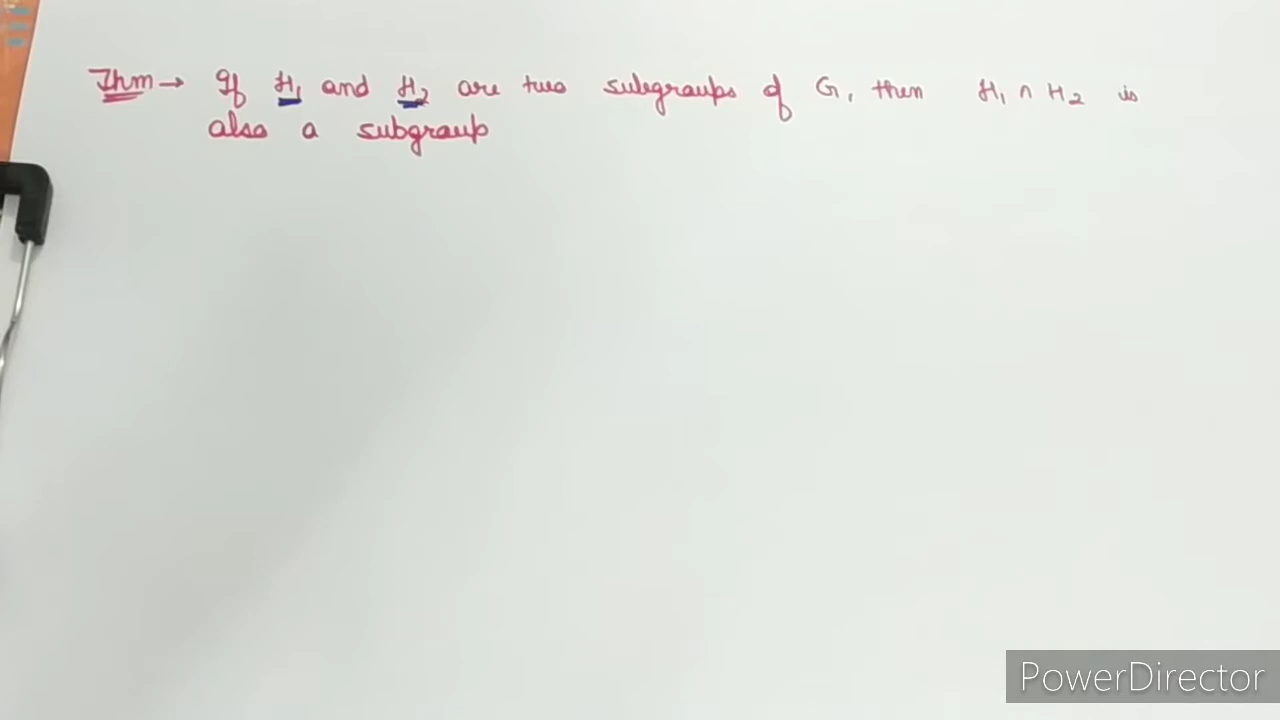 Thm → If H₁ and H₂ are two subgroups of G, then H₁ ∩ H₂ is
also a subgroup
PowerDirector